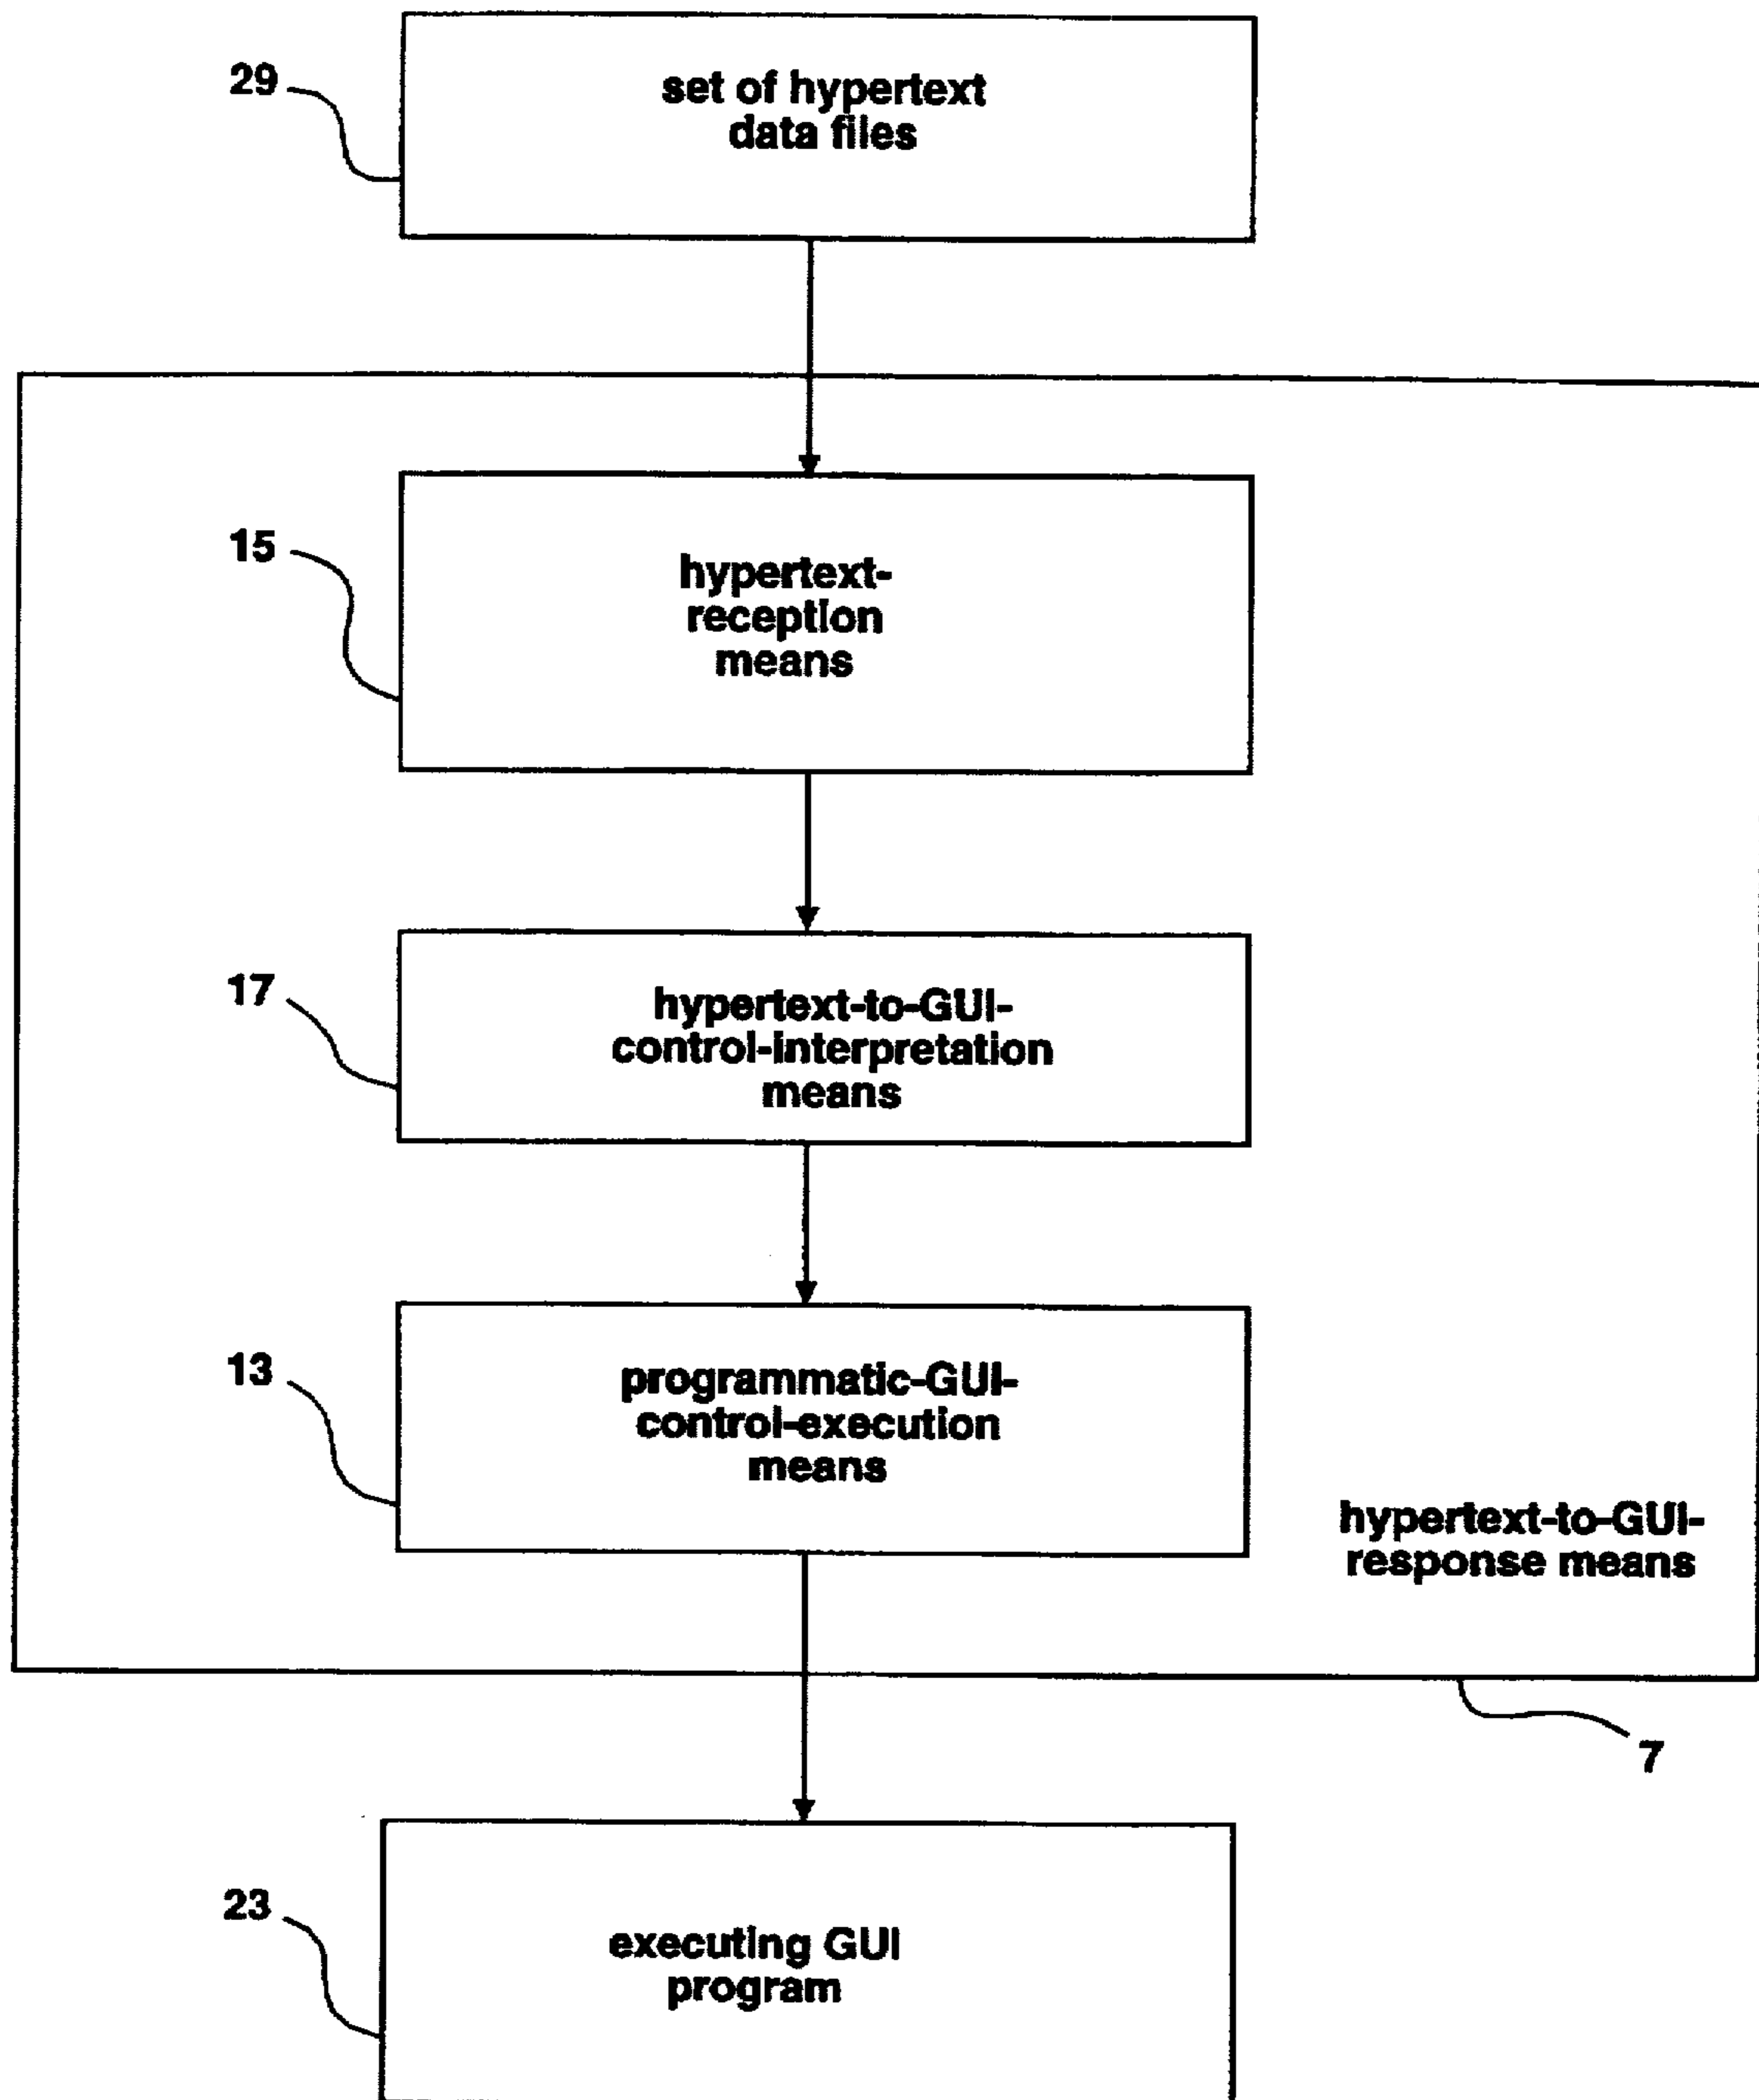 29
set of hypertext
data files
15
hypertext-
reception
means
17
hypertext-to-GUI-
control-interpretation
means
13
programmatic-GUI-
control-execution
means
hypertext-to-GUI-
response means
7
23
executing GUI
program